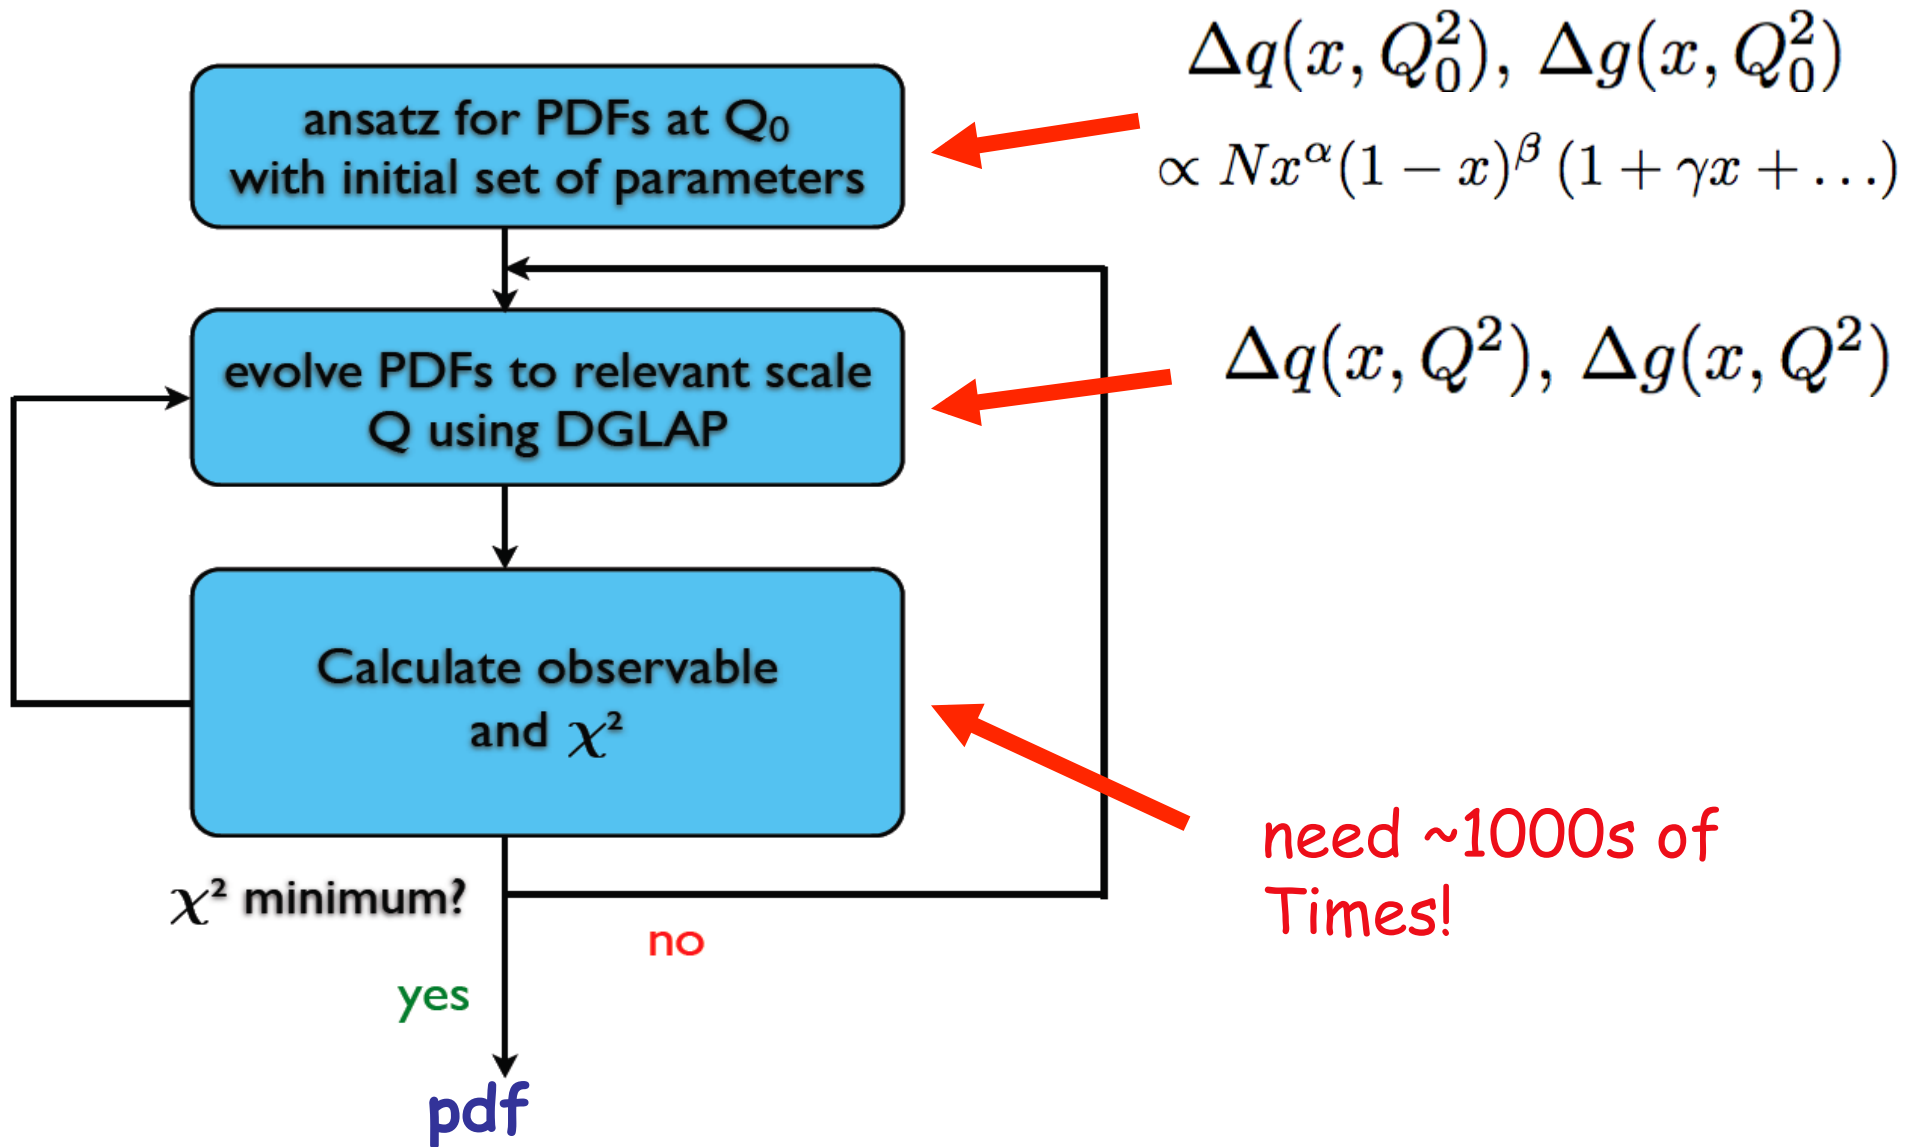 Δq(x, Q₀²), Δg(x, Q₀²)
∝ Nx^α(1 − x)^β (1 + γx + …)
ansatz for PDFs at Q₀
with initial set of parameters
Δq(x, Q²), Δg(x, Q²)
evolve PDFs to relevant scale
Q using DGLAP
Calculate observable
and χ²
need ~1000s of
Times!
χ² minimum?
no
yes
pdf